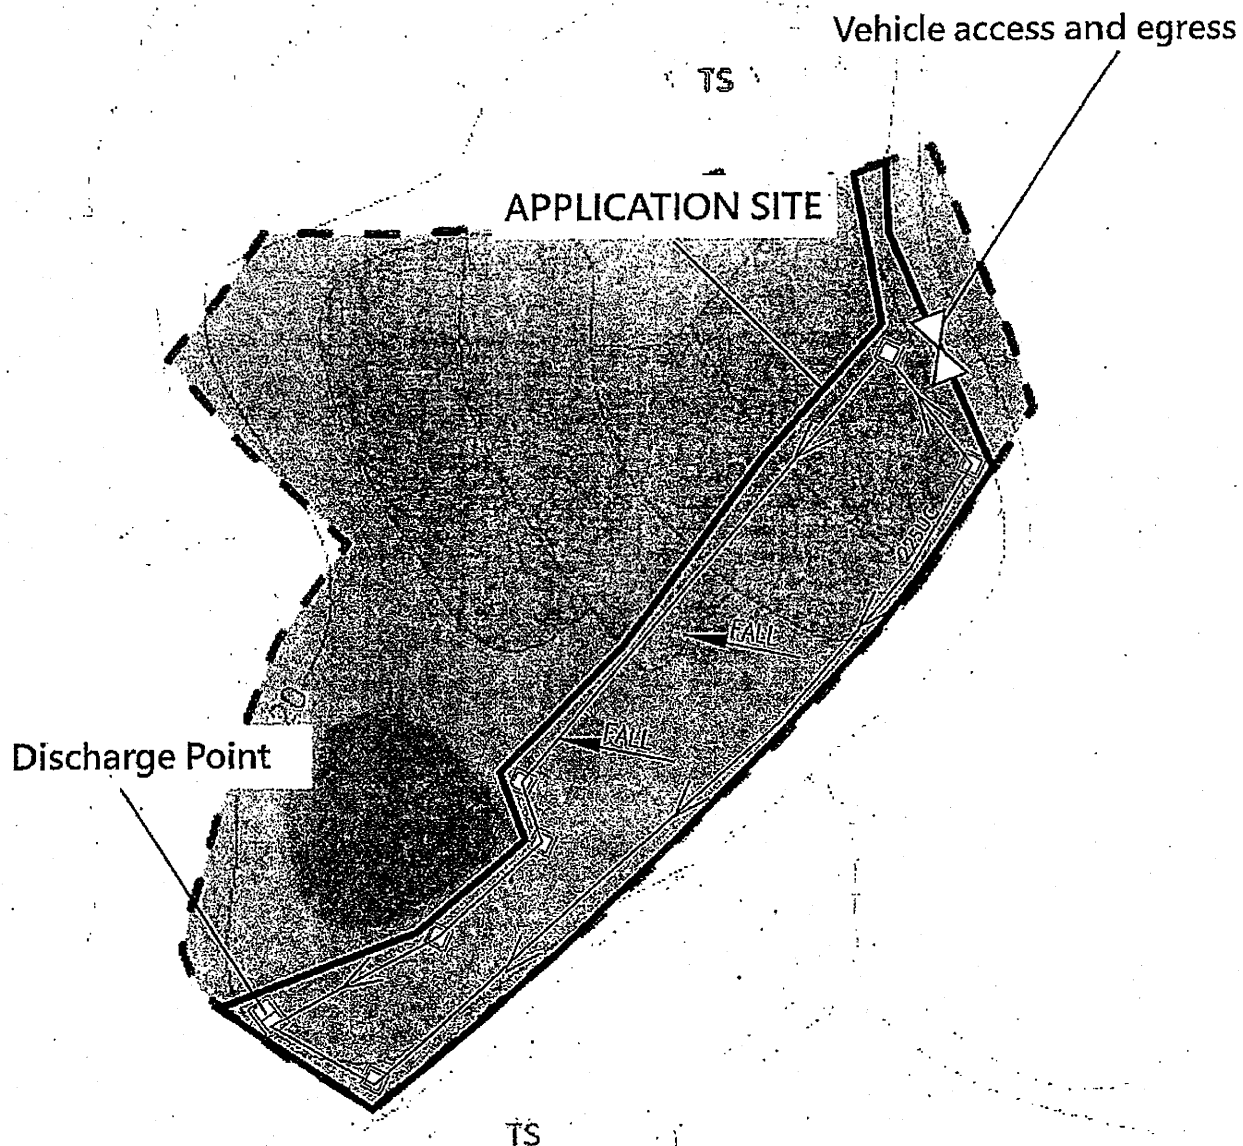 Vehicle access and egress
TS
APPLICATION SITE
FALL
FALL
Discharge Point
TS